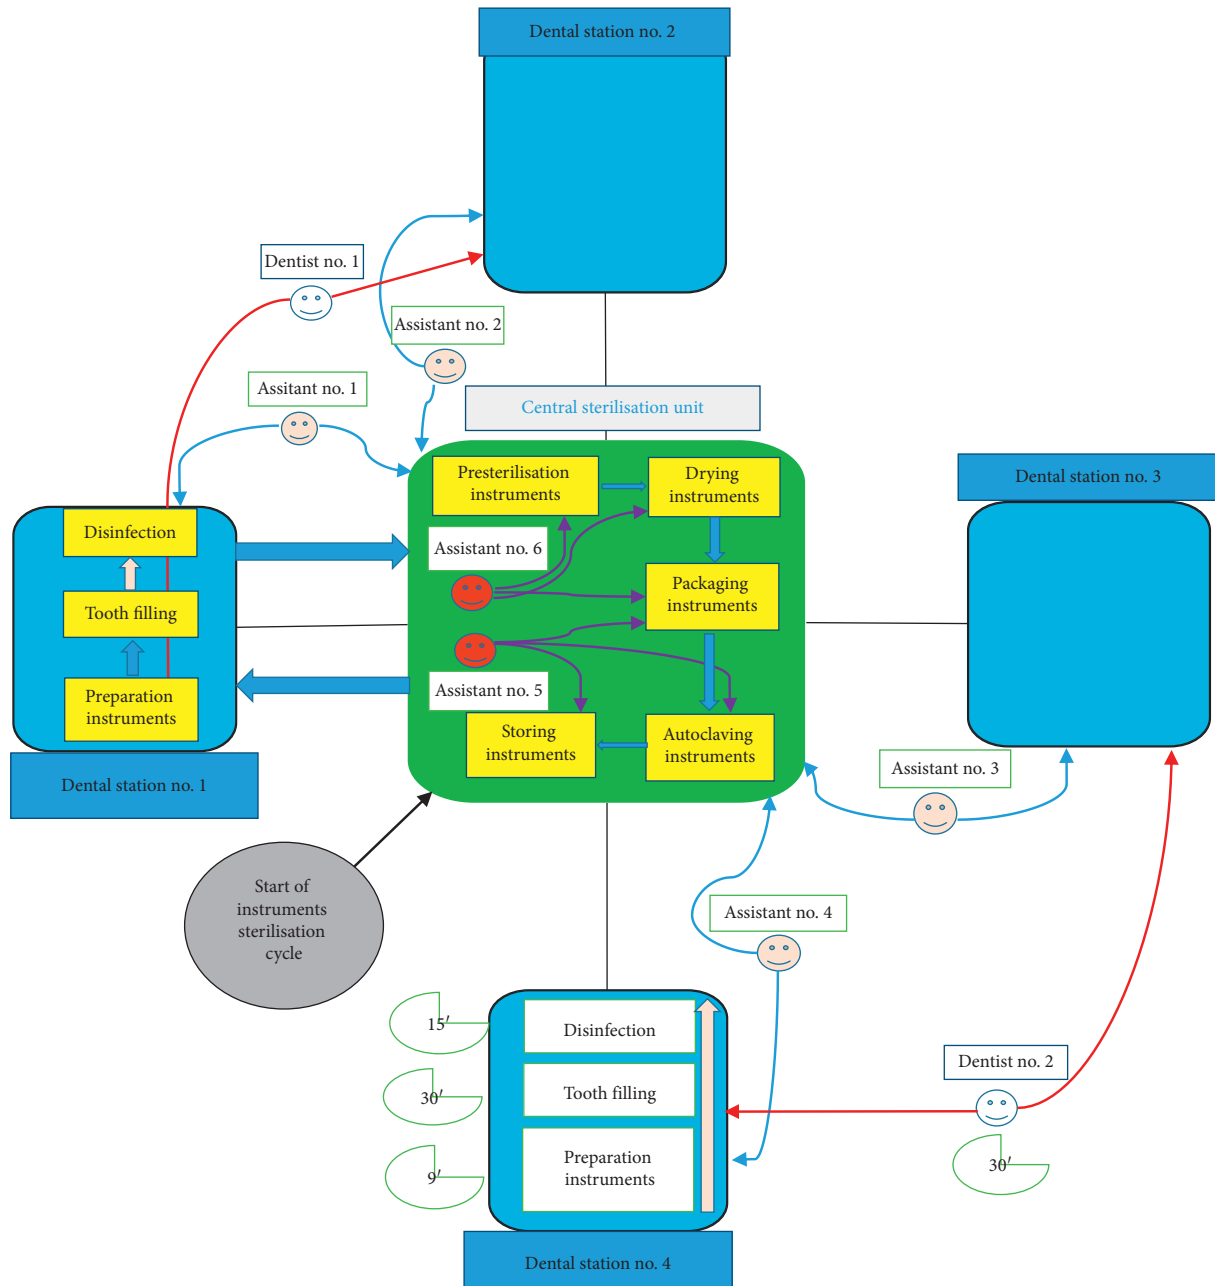 Dental station no. 2
Dentist no. 1
Assistant no. 2
Assitant no. 1
Central sterilisation unit
Presterilisation
instruments
Drying
instruments
Dental station no. 3
Disinfection
Assistant no. 6
Packaging
instruments
Tooth filling
Preparation
instruments
Assistant no. 5
Storing
instruments
Autoclaving
instruments
Dental station no. 1
Assistant no. 3
Start of
instruments
sterilisation
cycle
Assistant no. 4
15′
Disinfection
30′
Tooth filling
Dentist no. 2
9′
Preparation
instruments
30′
Dental station no. 4